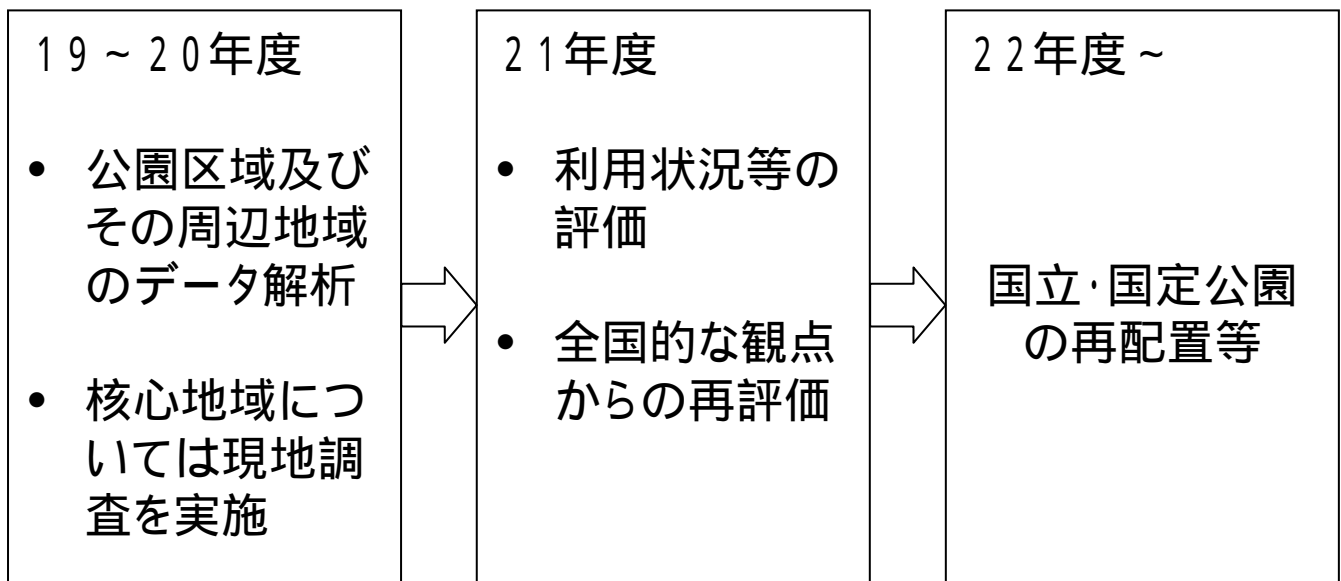 19~20年度
• 公園区域及び
その周辺地域
のデータ解析
• 核心地域につ
いては現地調
査を実施
21年度
• 利用状況等の
評価
• 全国的な観点
からの再評価
22年度~
国立・国定公園
の再配置等